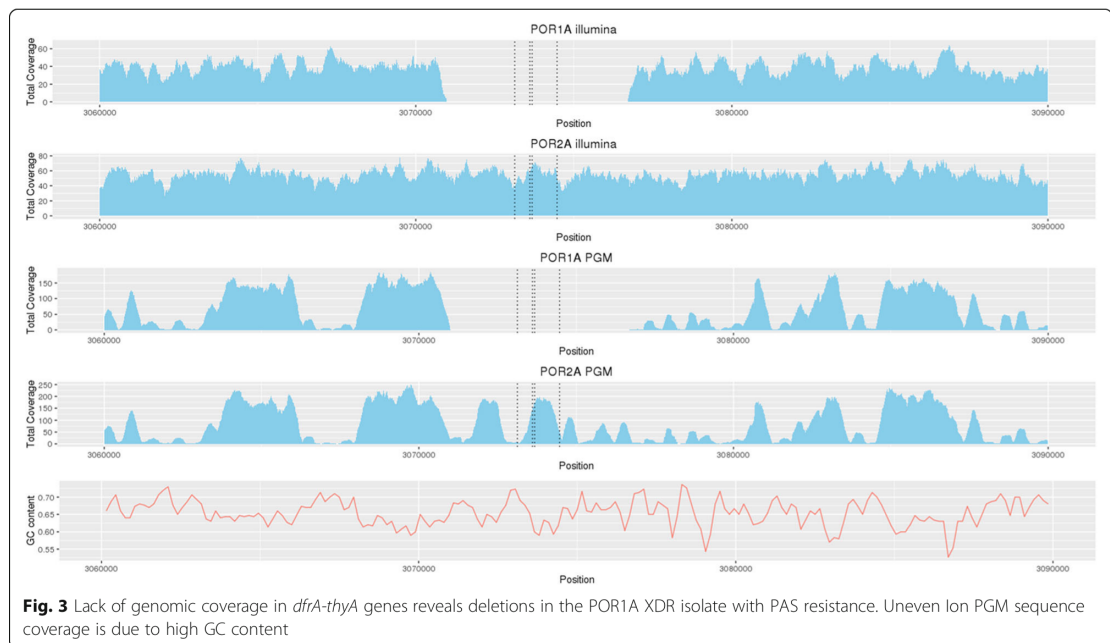 POR1A illumina
Total Coverage
60
40
20
0
3060000 3070000 3080000 3090000
Position
POR2A illumina
Total Coverage
80
60
40
20
0
3060000 3070000 3080000 3090000
Position
POR1A PGM
Total Coverage
150
100
50
0
3060000 3070000 3080000 3090000
Position
POR2A PGM
Total Coverage
250
200
150
100
50
0
3060000 3070000 3080000 3090000
Position
GC content
0.70
0.65
0.60
0.55
3060000 3070000 3080000 3090000
Position
Fig. 3 Lack of genomic coverage in dfrA-thyA genes reveals deletions in the POR1A XDR isolate with PAS resistance. Uneven Ion PGM sequence
coverage is due to high GC content